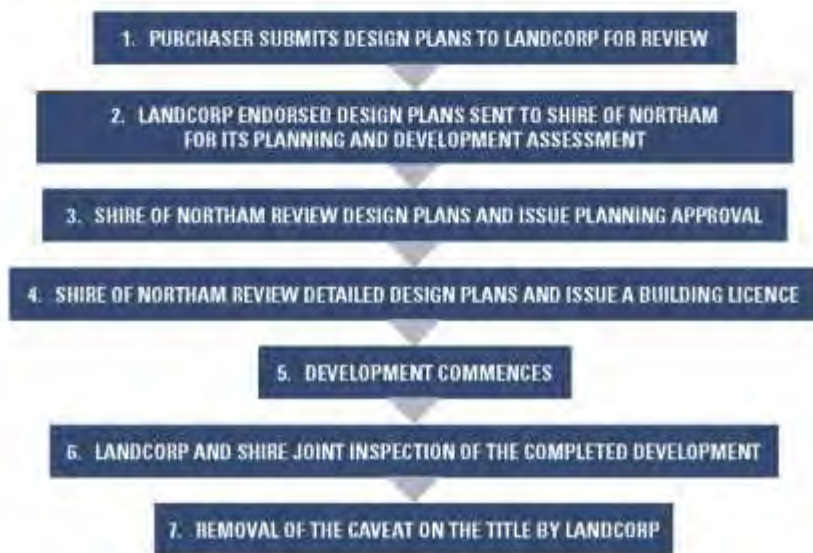 1. PURCHASER SUBMITS DESIGN PLANS TO LANDCORP FOR REVIEW
2. LANDCORP ENDORSED DESIGN PLANS SENT TO SHIRE OF NORTHAM
FOR ITS PLANNING AND DEVELOPMENT ASSESSMENT
3. SHIRE OF NORTHAM REVIEW DESIGN PLANS AND ISSUE PLANNING APPROVAL
4. SHIRE OF NORTHAM REVIEW DETAILED DESIGN PLANS AND ISSUE A BUILDING LICENCE
5. DEVELOPMENT COMMENCES
6. LANDCORP AND SHIRE JOINT INSPECTION OF THE COMPLETED DEVELOPMENT
7. REMOVAL OF THE CAVEAT ON THE TITLE BY LANDCORP